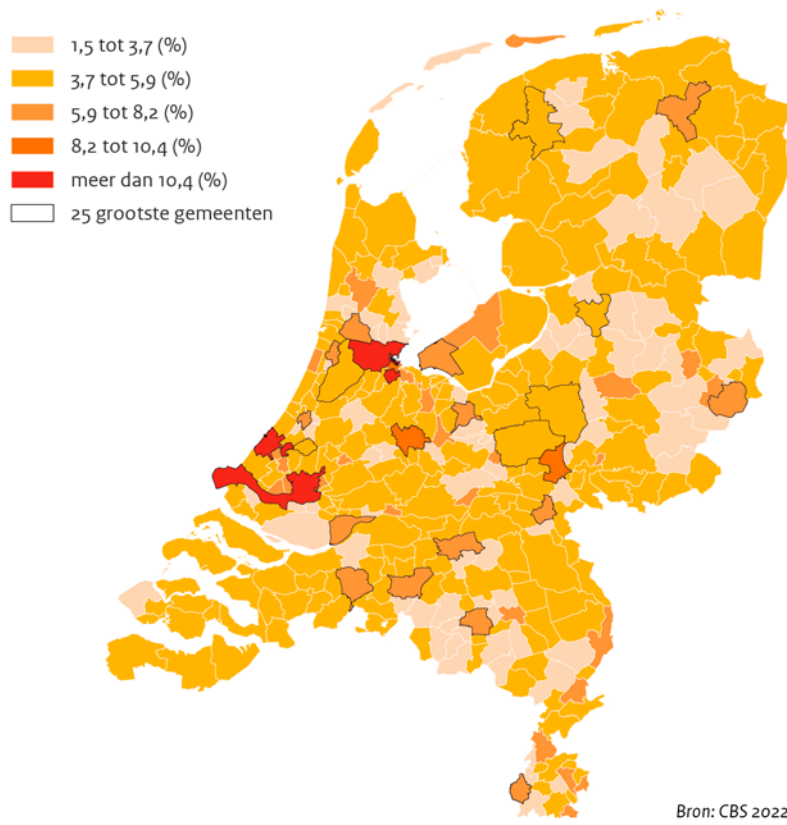 1,5 tot 3,7 (%)
3,7 tot 5,9 (%)
5,9 tot 8,2 (%)
8,2 tot 10,4 (%)
meer dan 10,4 (%)
25 grootste gemeenten
Bron: CBS 2022